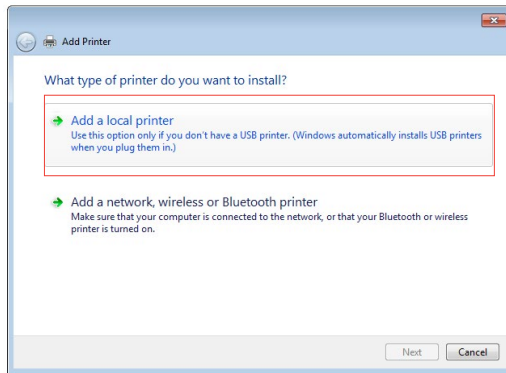 Add Printer
What type of printer do you want to install?
Add a local printer
Use this option only if you don't have a USB printer. (Windows automatically installs USB printers
when you plug them in.)
Add a network, wireless or Bluetooth printer
Make sure that your computer is connected to the network, or that your Bluetooth or wireless
printer is turned on.
Next Cancel